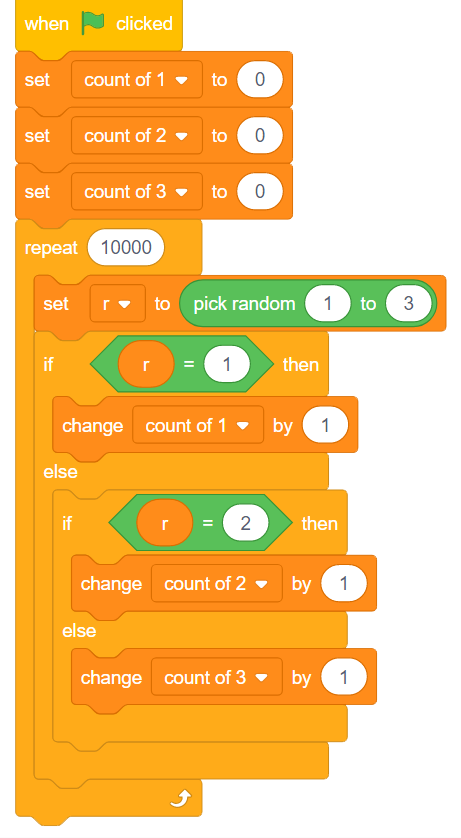 when clicked
set count of 1 to 0
set count of 2 to 0
set count of 3 to 0
repeat 10000
set r to pick random 1 to 3
if r = 1 then
change count of 1 by 1
else
if r = 2 then
change count of 2 by 1
else
change count of 3 by 1